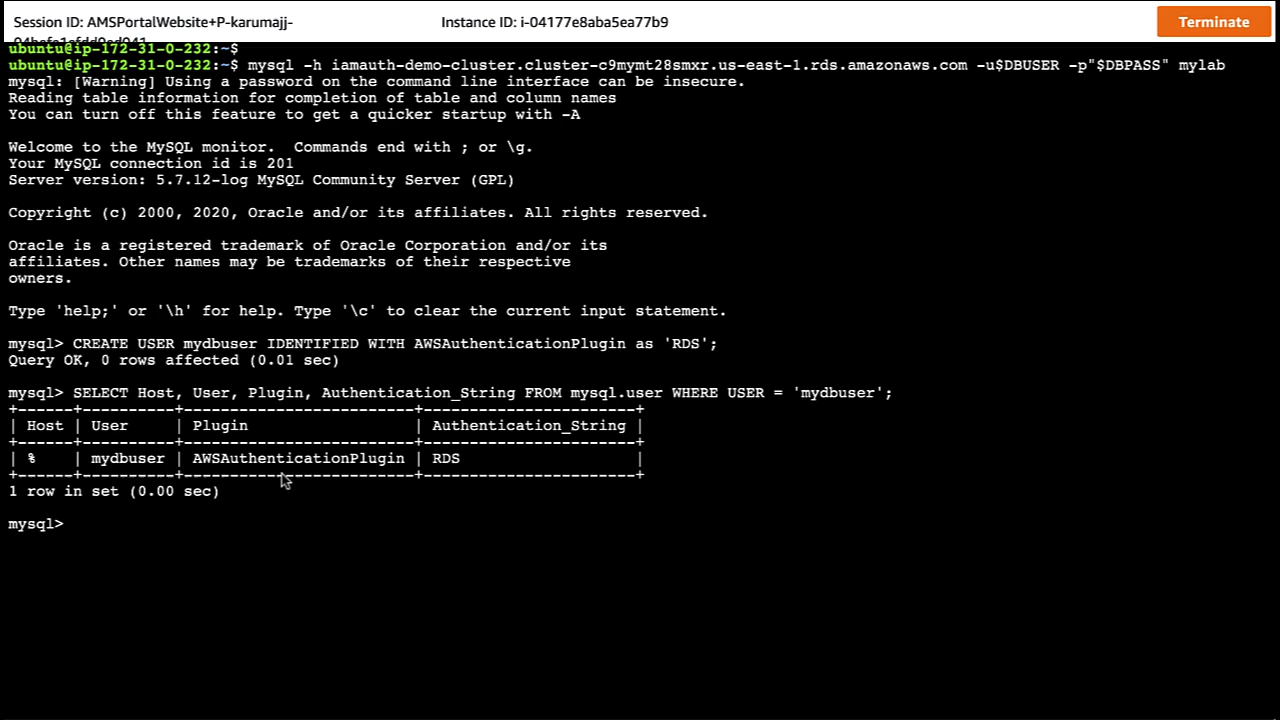 Session ID: AMSPortalWebsite+P-karumajj-
Instance ID: i-04177e8aba5ea77b9
Terminate
ubuntu@ip-172-31-0-232:~$
ubuntu@ip-172-31-0-232:~$ mysql -h iamauth-demo-cluster.cluster-c9mymt28smxr.us-east-1.rds.amazonaws.com -u$DBUSER -p"$DBPASS" mylab
mysql: [Warning] Using a password on the command line interface can be insecure.
Reading table information for completion of table and column names
You can turn off this feature to get a quicker startup with -A
Welcome to the MySQL monitor.  Commands end with ; or \g.
Your MySQL connection id is 201
Server version: 5.7.12-log MySQL Community Server (GPL)
Copyright (c) 2000, 2020, Oracle and/or its affiliates. All rights reserved.
Oracle is a registered trademark of Oracle Corporation and/or its
affiliates. Other names may be trademarks of their respective
owners.
Type 'help;' or '\h' for help. Type '\c' to clear the current input statement.
mysql> CREATE USER mydbuser IDENTIFIED WITH AWSAuthenticationPlugin as 'RDS';
Query OK, 0 rows affected (0.01 sec)
mysql> SELECT Host, User, Plugin, Authentication_String FROM mysql.user WHERE USER = 'mydbuser';
+------+----------+-------------------------+-----------------------+
| Host | User     | Plugin                  | Authentication_String |
+------+----------+-------------------------+-----------------------+
| %    | mydbuser | AWSAuthenticationPlugin | RDS                   |
+------+----------+-------------------------+-----------------------+
1 row in set (0.00 sec)
mysql>